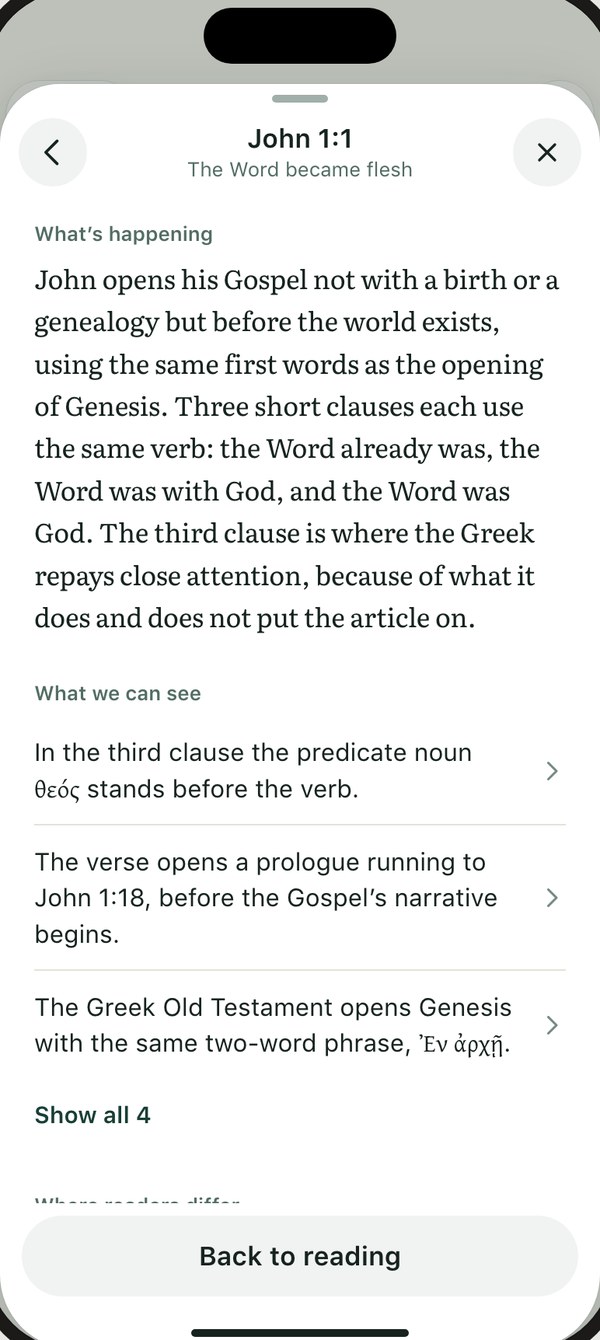 John 1:1
The Word became flesh
What’s happening
John opens his Gospel not with a birth or a
genealogy but before the world exists,
using the same first words as the opening
of Genesis. Three short clauses each use
the same verb: the Word already was, the
Word was with God, and the Word was
God. The third clause is where the Greek
repays close attention, because of what it
does and does not put the article on.
What we can see
In the third clause the predicate noun
θεός stands before the verb.
The verse opens a prologue running to
John 1:18, before the Gospel’s narrative
begins.
The Greek Old Testament opens Genesis
with the same two-word phrase, Ἐν ἀρχῇ.
Show all 4
Where readers differ
Back to reading